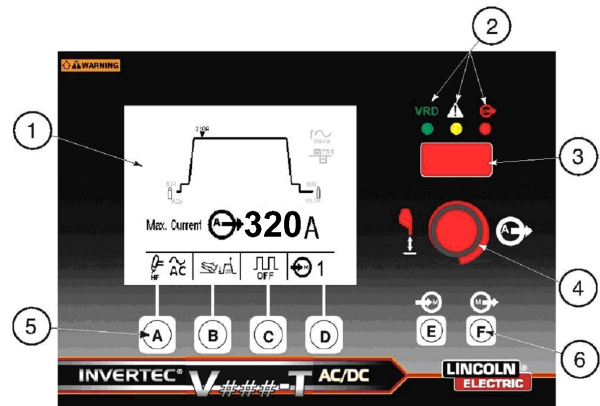 2
WARNING
VRD
1
310A
3
Max. Current 320A
4
HF AC
OFF
1
5
A B C D
E F
6
INVERTEC® V###-T AC/DC
LINCOLN ®
ELECTRIC